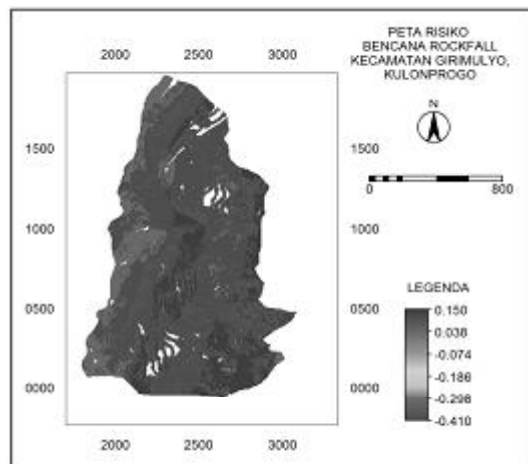 PETA RISIKO
BENCANA ROCKFALL
KECAMATAN GIRIMULYO,
KULONPROGO
N
0 800
2000 2500 3000
1500 1500
1000 1000
0500 0500
0000 0000
2000 2500 3000
LEGENDA
0.150
0.038
-0.074
-0.186
-0.298
-0.410